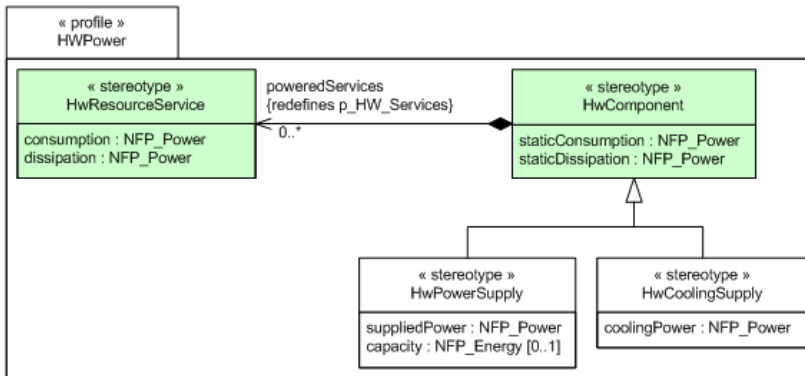 « profile »
HWPower
« stereotype »
HwResourceService
consumption : NFP_Power
dissipation : NFP_Power
poweredServices
{redefines p_HW_Services}
0..*
« stereotype »
HwComponent
staticConsumption : NFP_Power
staticDissipation : NFP_Power
« stereotype »
HwPowerSupply
suppliedPower : NFP_Power
capacity : NFP_Energy [0..1]
« stereotype »
HwCoolingSupply
coolingPower : NFP_Power